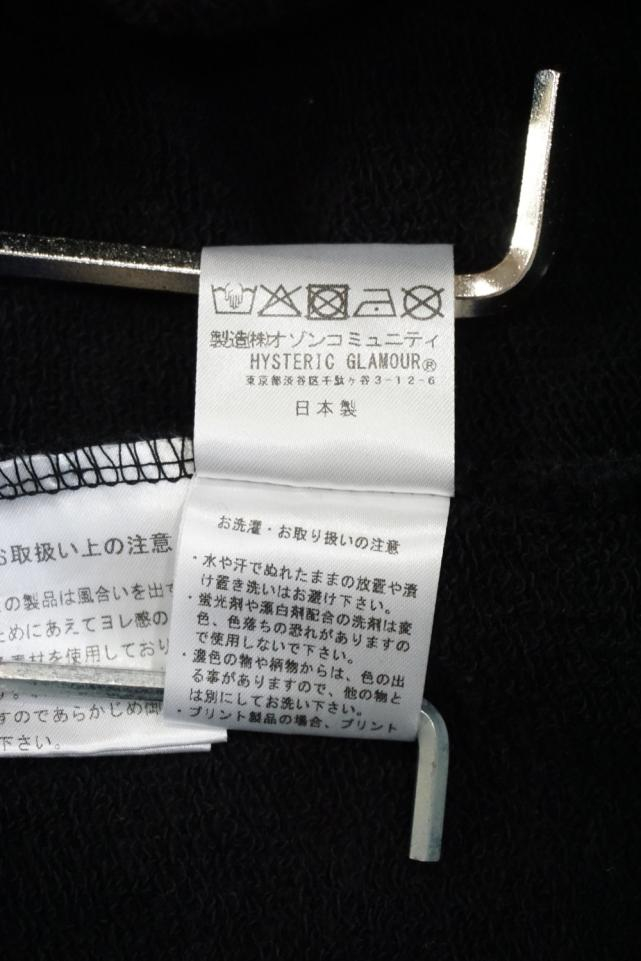 製造㈱オゾンコミュニティ
HYSTERIC GLAMOUR®
東京都渋谷区千駄ヶ谷3-12-6
日本製
お洗濯・お取り扱いの注意
・水や汗でぬれたままの放置や漬
け置き洗いはお避け下さい。
・蛍光剤や漂白剤配合の洗剤は変
色、色落ちの恐れがありますの
で使用しないで下さい。
・濃色の物や柄物からは、色の出
る事がありますので、他の物と
は別にしてお洗い下さい。
・プリント製品の場合、プリント
お取扱い上の注意
の製品は風合いを出
ためにあえてヨレ感の
素材を使用しており
すのであらかじめ御
下さい。